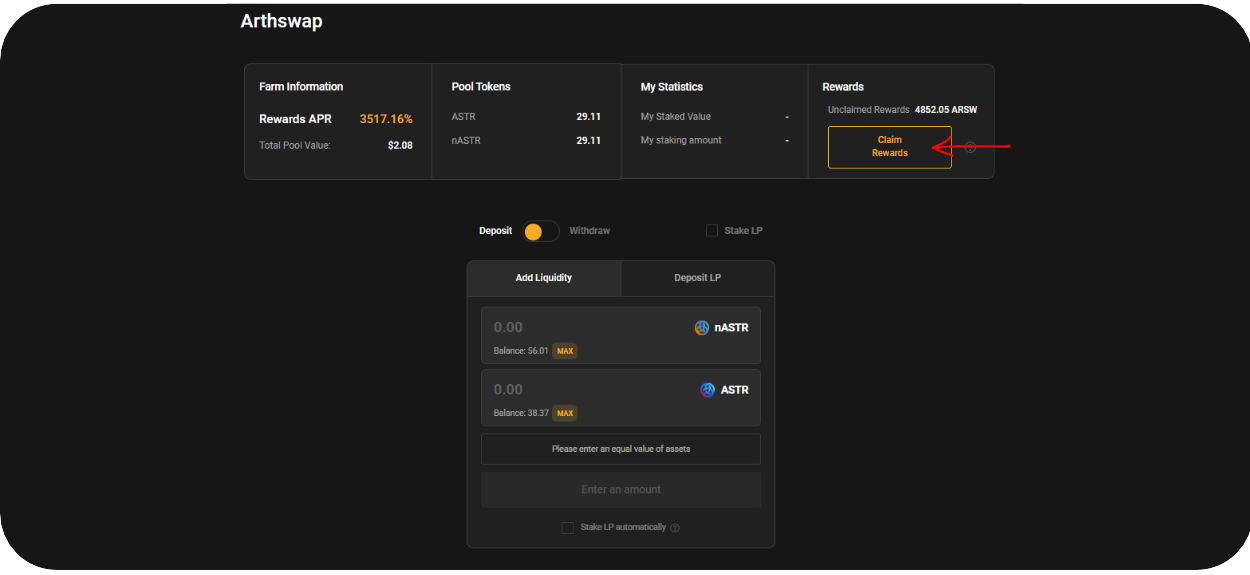 Arthswap
Farm Information
Rewards APR 3517.16%
Total Pool Value: $2.08
Pool Tokens
ASTR 29.11
nASTR 29.11
My Statistics
My Staked Value -
My staking amount -
Rewards
Unclaimed Rewards 4852.05 ARSW
Claim
Rewards
?
Deposit Withdraw Stake LP
Add Liquidity Deposit LP
0.00 nASTR
Balance: 56.01 MAX
0.00 ASTR
Balance: 38.37 MAX
Please enter an equal value of assets
Enter an amount
Stake LP automatically ?